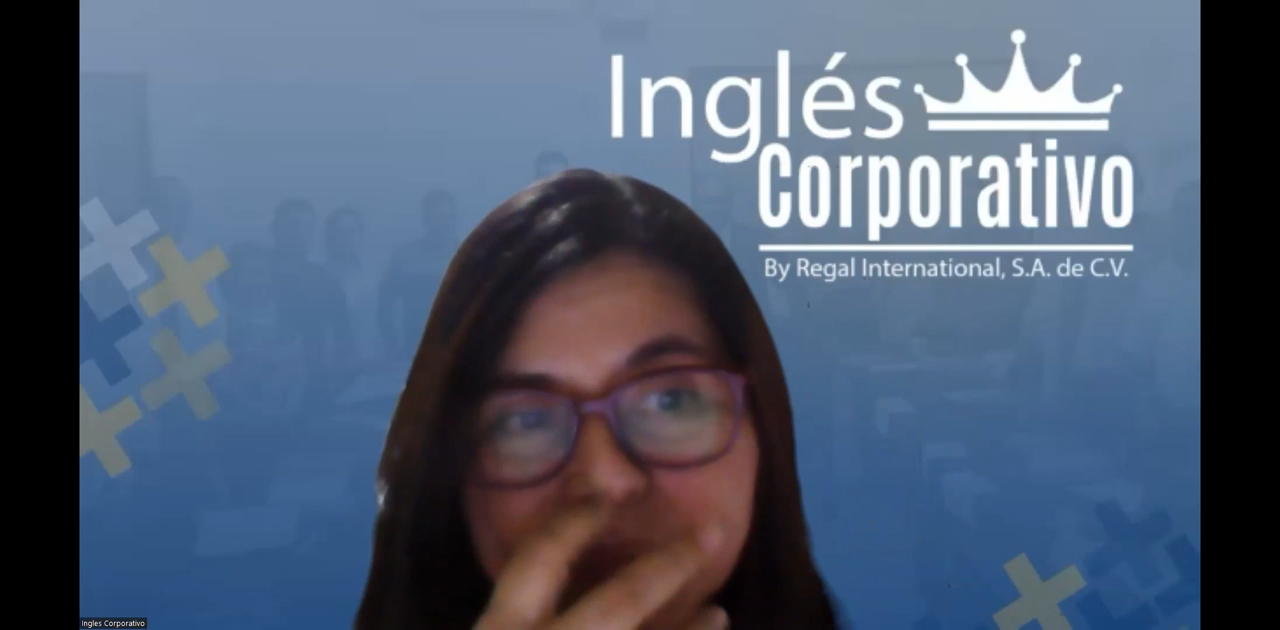 Inglés
Corporativo
By Regal International, S.A. de C.V.
Ingles Corporativo